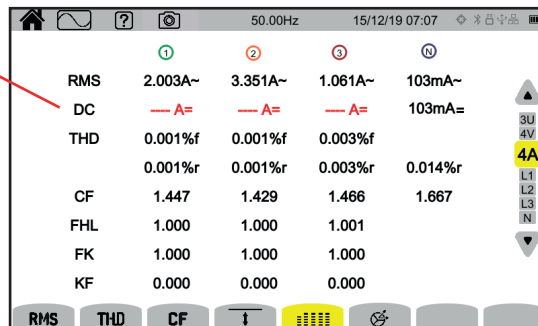 ? 50.00Hz 15/12/19 07:07
1 2 3 N
RMS 2.003A~ 3.351A~ 1.061A~ 103mA~
DC ---- A= ---- A= ---- A= 103mA=
THD 0.001%f 0.001%f 0.003%f
0.001%r 0.001%r 0.003%r 0.014%r
CF 1.447 1.429 1.466 1.667
FHL 1.000 1.000 1.001
FK 1.000 1.000 1.000
KF 0.000 0.000 0.000
3U
4V
4A
L1
L2
L3
N
RMS THD CF